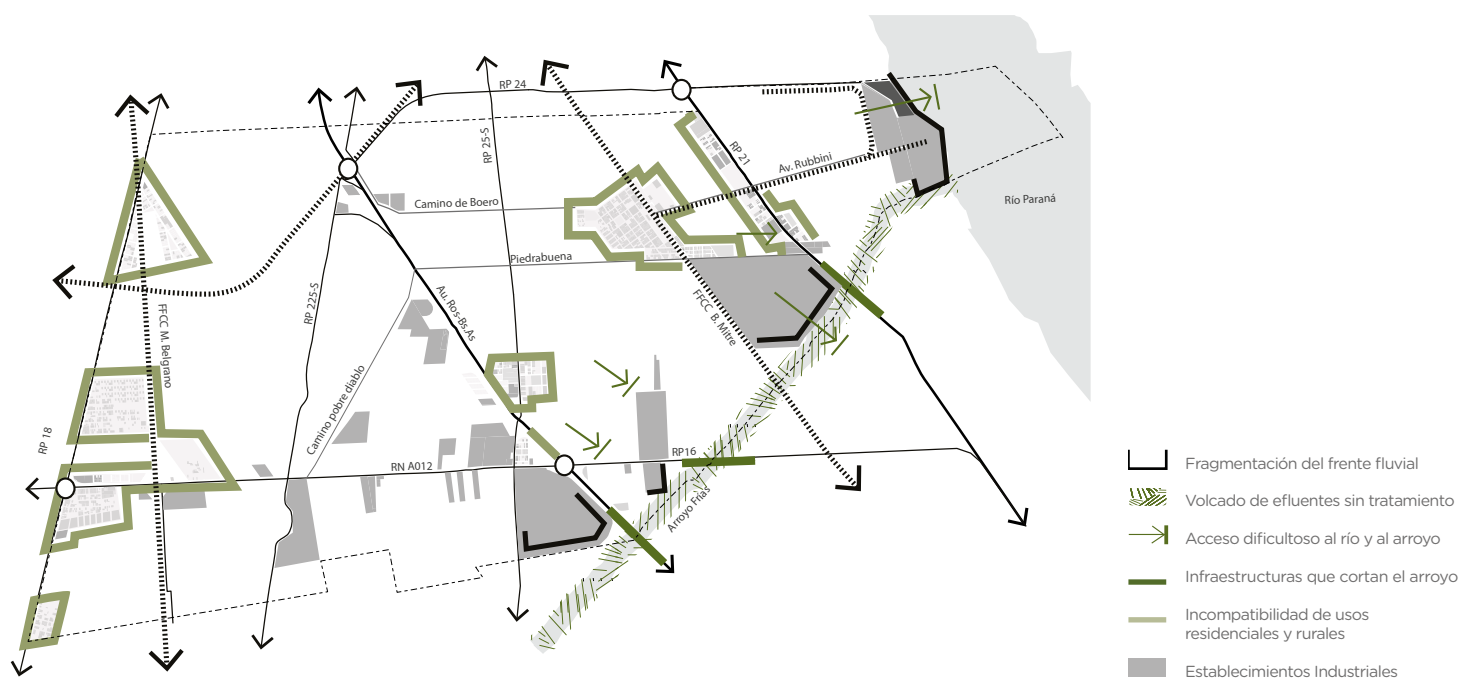 RP 24
RP 25-S
RP 21
Av. Rubbini
Río Paraná
Camino de Boero
Piedrabuena
FFCC M. Belgrano
RP 225-S
Au. Ros-Bs.As
FFCC B. Mitre
Camino pobre diablo
RP 18
RN A012
RP16
Arroyo Frías
Fragmentación del frente fluvial
Volcado de efluentes sin tratamiento
Acceso dificultoso al río y al arroyo
Infraestructuras que cortan el arroyo
Incompatibilidad de usos
residenciales y rurales
Establecimientos Industriales